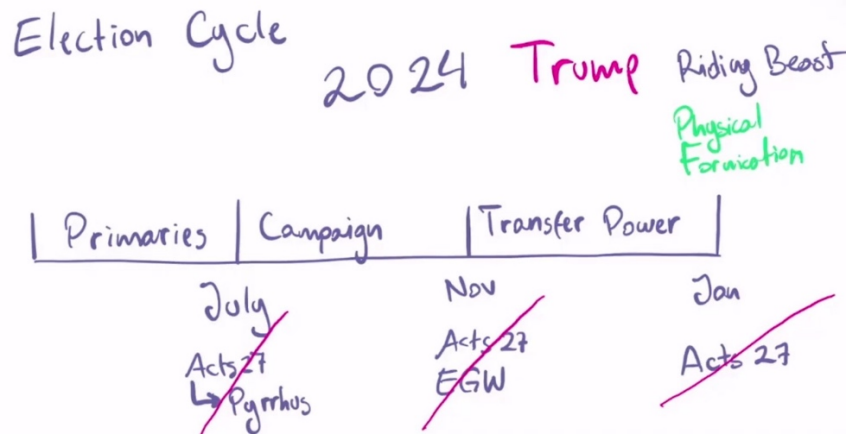 Election Cycle
2024 Trump Riding Beast
Physical
Fornication
Primaries Campaign Transfer Power
July Nov Jan
Acts 27 Acts 27 Acts 27
↳ Pyrrhus EGW